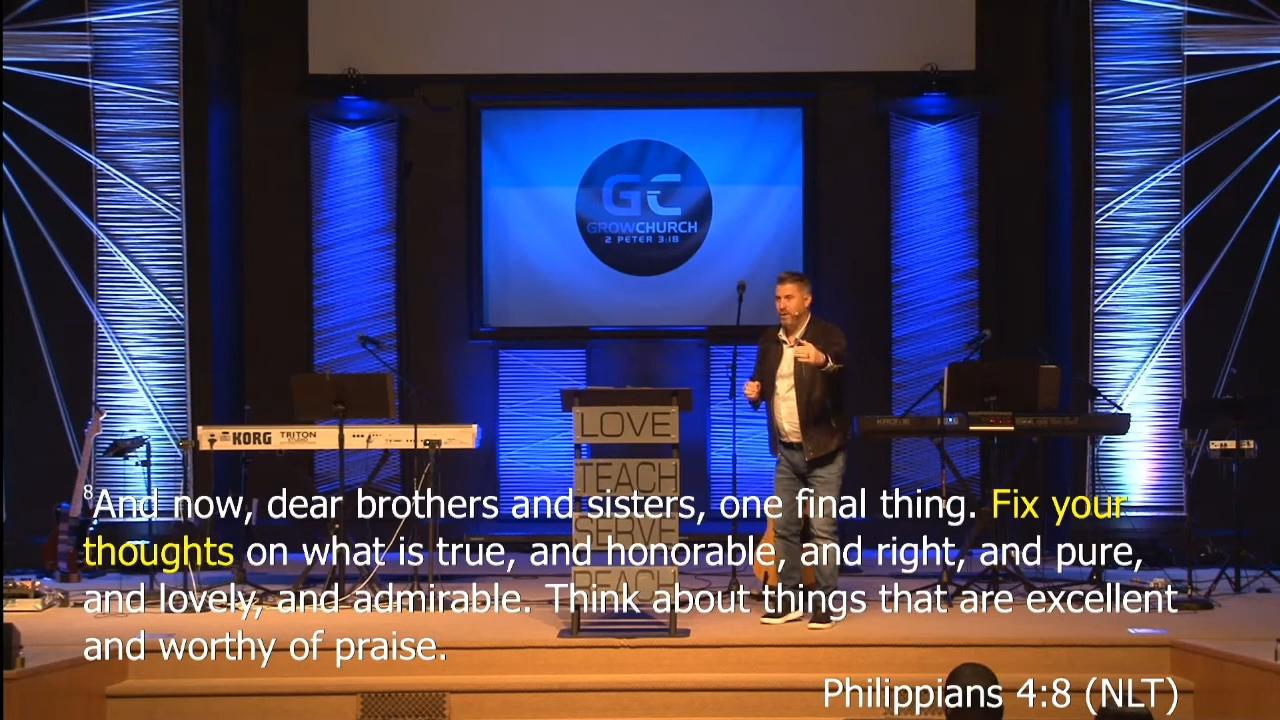 GC
GROWCHURCH
2 PETER 3:18
KORG
TRITON
LOVE
TEACH
SERVE
REACH
⁸And now, dear brothers and sisters, one final thing. Fix your
thoughts on what is true, and honorable, and right, and pure,
and lovely, and admirable. Think about things that are excellent
and worthy of praise.
Philippians 4:8 (NLT)